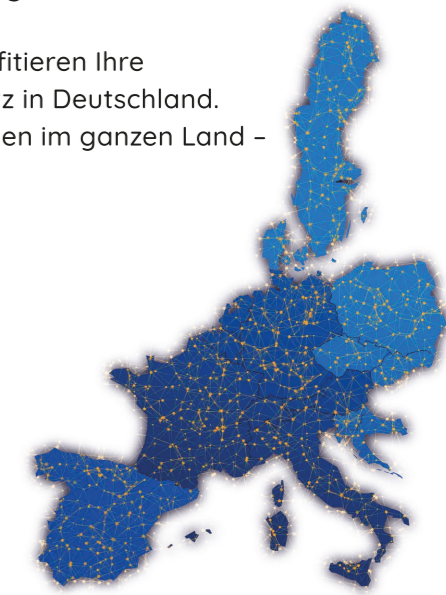 fitieren Ihre
z in Deutschland.
en im ganzen Land –